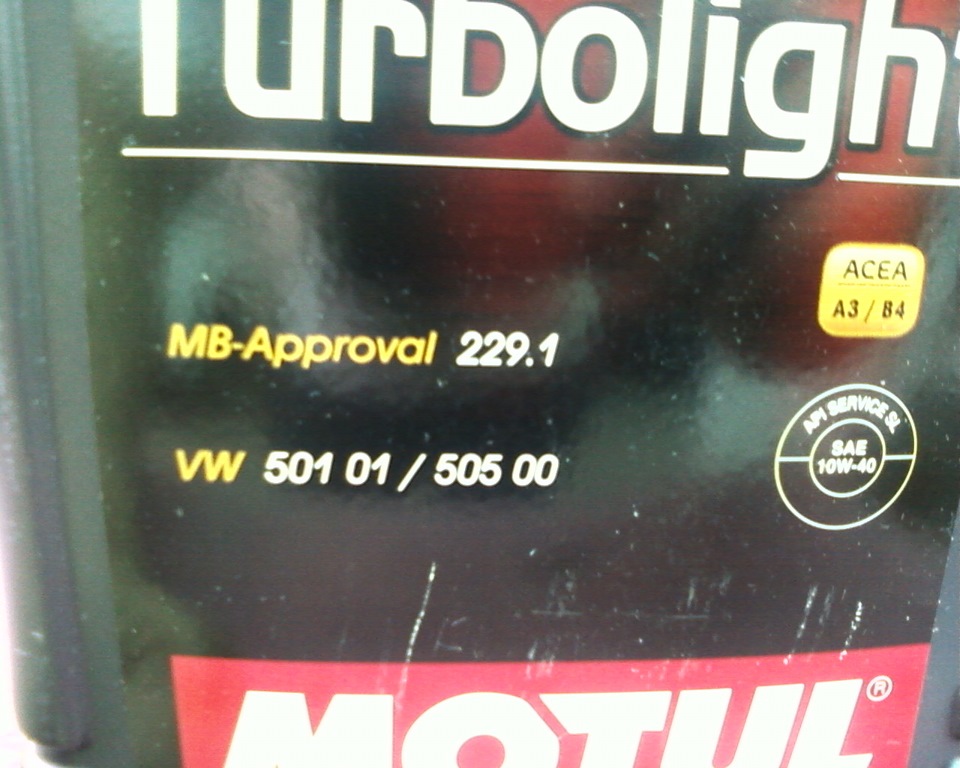 Turbolight
ACEA
A3 / B4
MB-Approval 229.1
API SERVICE SL
SAE
10W-40
VW 501 01 / 505 00
MOTUL®